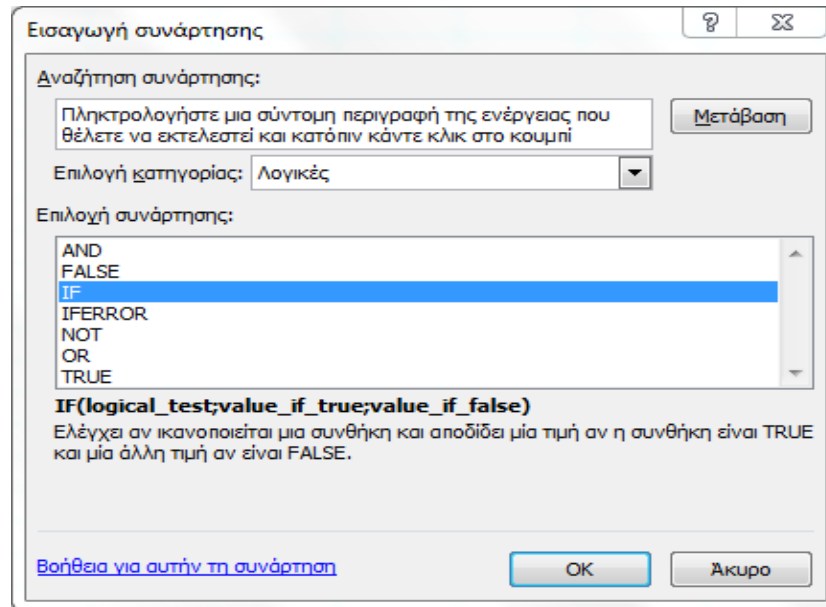 Εισαγωγή συνάρτησης
Αναζήτηση συνάρτησης:
Πληκτρολογήστε μια σύντομη περιγραφή της ενέργειας που
θέλετε να εκτελεστεί και κατόπιν κάντε κλικ στο κουμπί
Μετάβαση
Επιλογή κατηγορίας: Λογικές
Επιλοχή συνάρτησης:
AND
FALSE
IF
IFERROR
NOT
OR
TRUE
IF(logical_test;value_if_true;value_if_false)
Ελέγχει αν ικανοποιείται μια συνθήκη και αποδίδει μία τιμή αν η συνθήκη είναι TRUE
και μία άλλη τιμή αν είναι FALSE.
Βοήθεια για αυτήν τη συνάρτηση
OK
Άκυρο